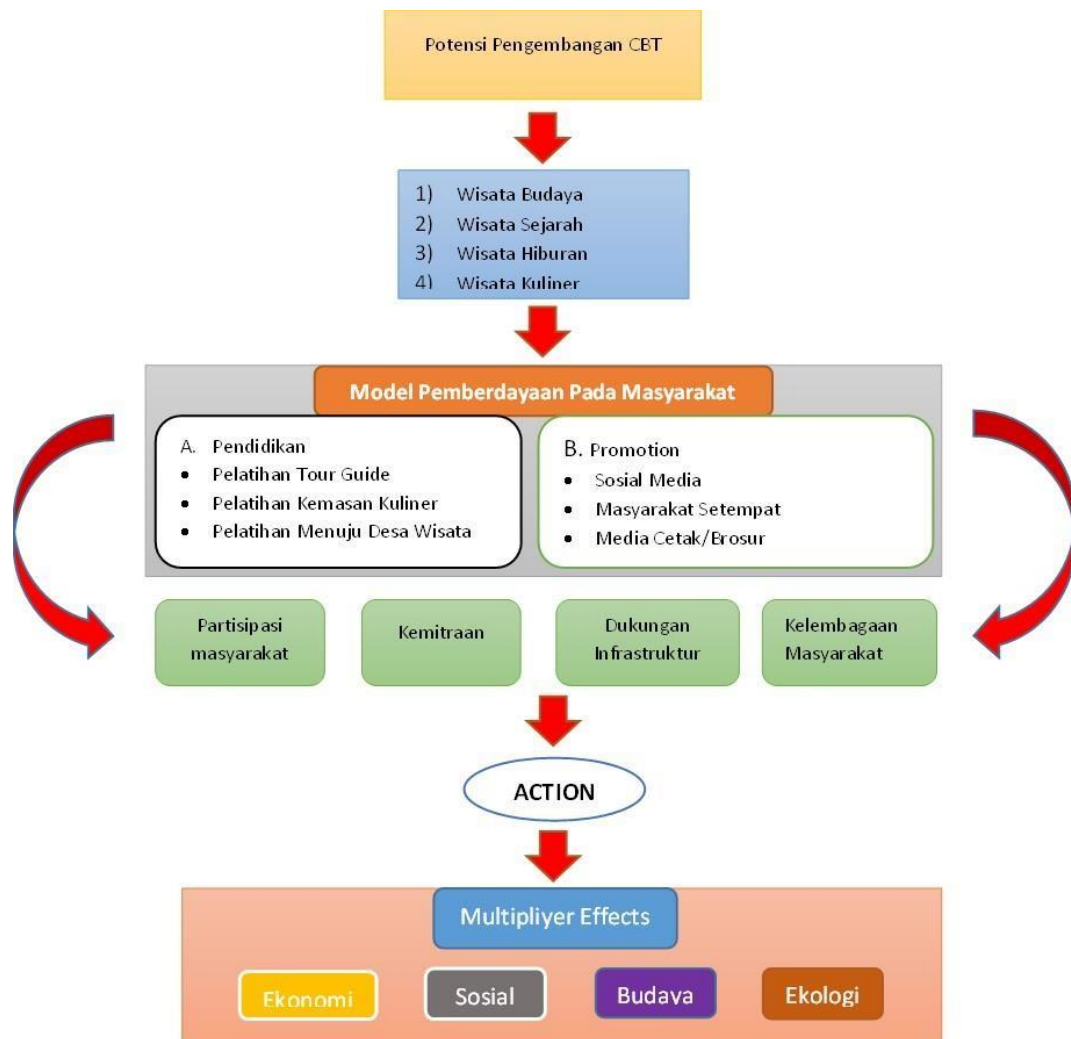 Potensi Pengembangan CBT
1) Wisata Budaya
2) Wisata Sejarah
3) Wisata Hiburan
4) Wisata Kuliner
Model Pemberdayaan Pada Masyarakat
A. Pendidikan
• Pelatihan Tour Guide
• Pelatihan Kemasan Kuliner
• Pelatihan Menuju Desa Wisata
B. Promotion
• Sosial Media
• Masyarakat Setempat
• Media Cetak/Brosur
Partisipasi
masyarakat
Kemitraan
Dukungan
Infrastruktur
Kelembagaan
Masyarakat
ACTION
Multipliyer Effects
Ekonomi
Sosial
Budaya
Ekologi